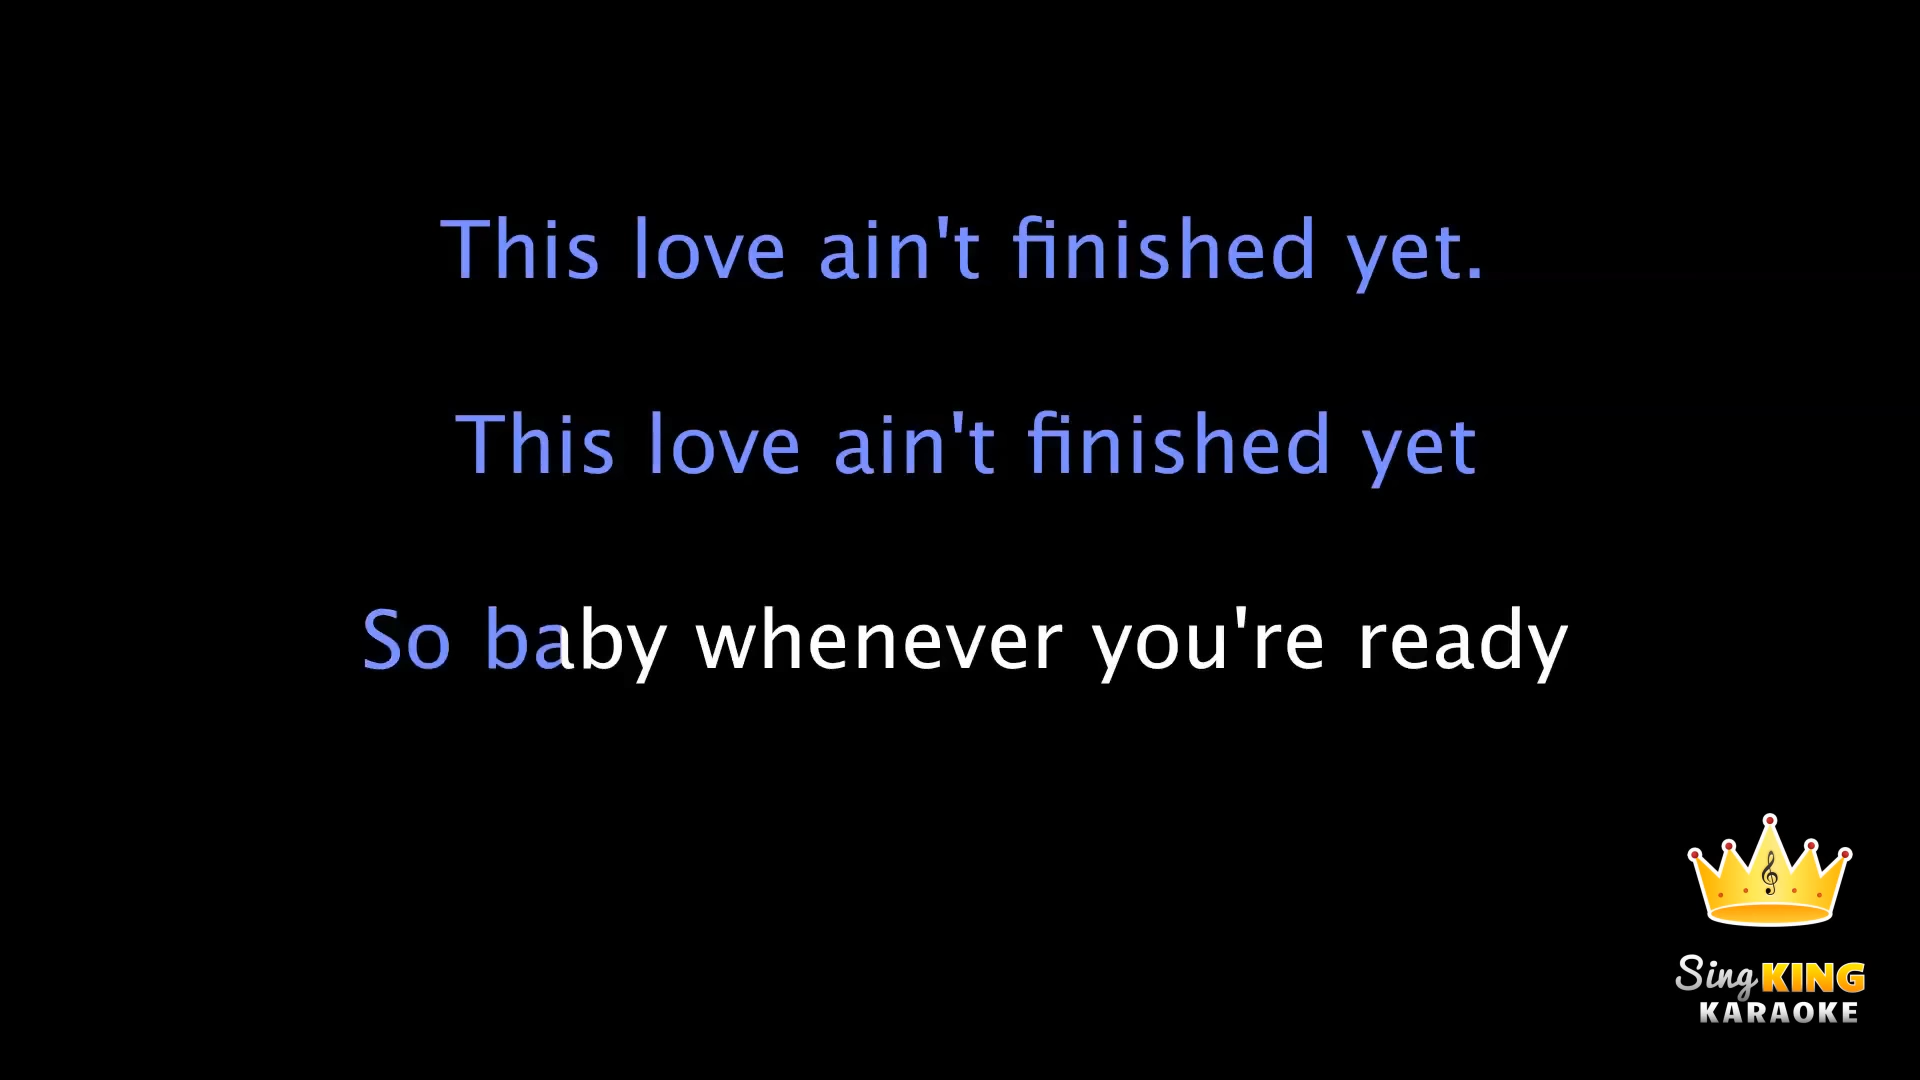 This love ain't finished yet.
This love ain't finished yet
So baby whenever you're ready
Sing KING
KARAOKE